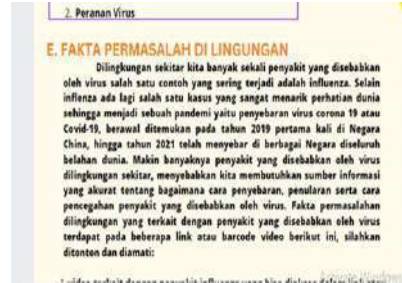 2. Peranan Virus
E. FAKTA PERMASALAH DI LINGUNGAN
Dilingkungan sekitar kita banyak sekali penyakit yang disebabkan
oleh virus salah satu contoh yang sering terjadi adalah influenza. Selain
inflenza ada lagi salah satu kasus yang sangat menarik perhatian dunia
sehingga menjadi sebuah pandemi yaitu penyebaran virus corona 19 atau
Covid-19, berawal ditemukan pada tahun 2019 pertama kali di Negara
China, hingga tahun 2021 telah menyebar di berbagai Negara diseluruh
belahan dunia. Makin banyaknya penyakit yang disebabkan oleh virus
dilingkungan sekitar, menyebabkan kita membutuhkan sumber informasi
yang akurat tentang bagaimana cara penyebaran, penularan serta cara
pencegahan penyakit yang disebabkan oleh virus. Fakta permasalahan
dilingkungan yang terkait dengan penyakit yang disebabkan oleh virus
terdapat pada beberapa link atau barcode video berikut ini, silahkan
ditonton dan diamati:
Activate Windows